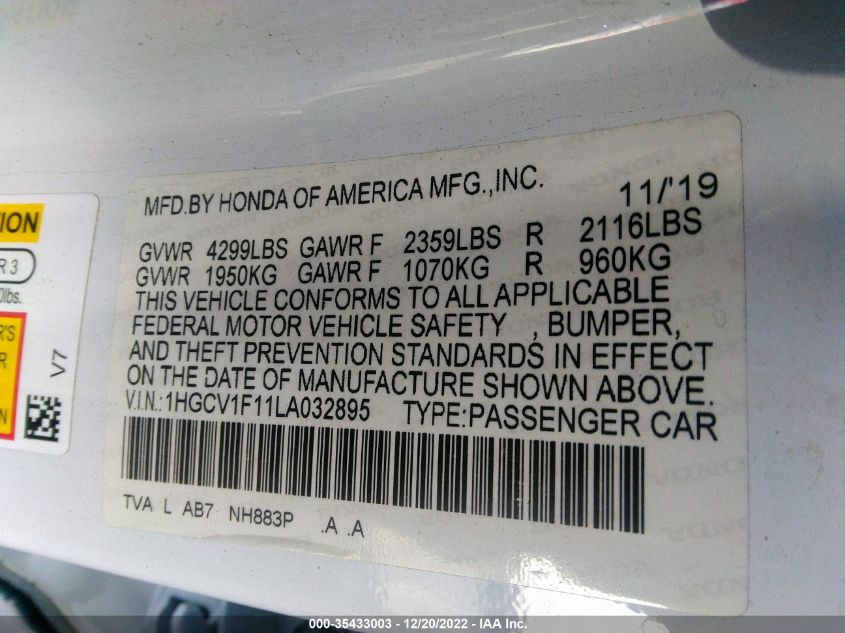 MFD.BY HONDA OF AMERICA MFG.,INC. 11/'19
GVWR 4299LBS GAWR F 2359LBS R 2116LBS
GVWR 1950KG GAWR F 1070KG R 960KG
THIS VEHICLE CONFORMS TO ALL APPLICABLE
FEDERAL MOTOR VEHICLE SAFETY , BUMPER,
AND THEFT PREVENTION STANDARDS IN EFFECT
ON THE DATE OF MANUFACTURE SHOWN ABOVE.
V.I.N.:1HGCV1F11LA032895 TYPE:PASSENGER CAR
TVA L AB7 NH883P .A .A
TION
R 3
0lbs.
R'S
R
V7
000-35433003 - 12/20/2022 - IAA Inc.